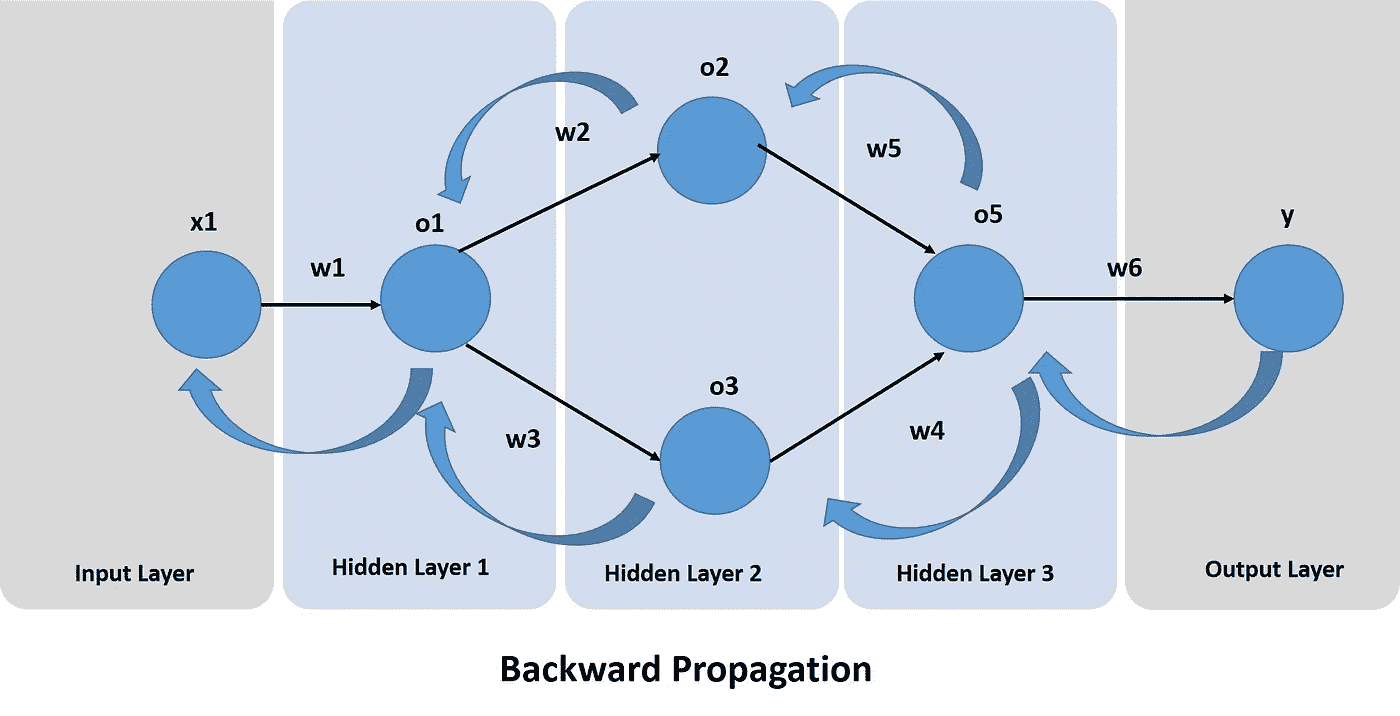 o2
w2
w5
x1
o1
o5
y
w1
w6
o3
w3
w4
Input Layer
Hidden Layer 1
Hidden Layer 2
Hidden Layer 3
Output Layer
Backward Propagation